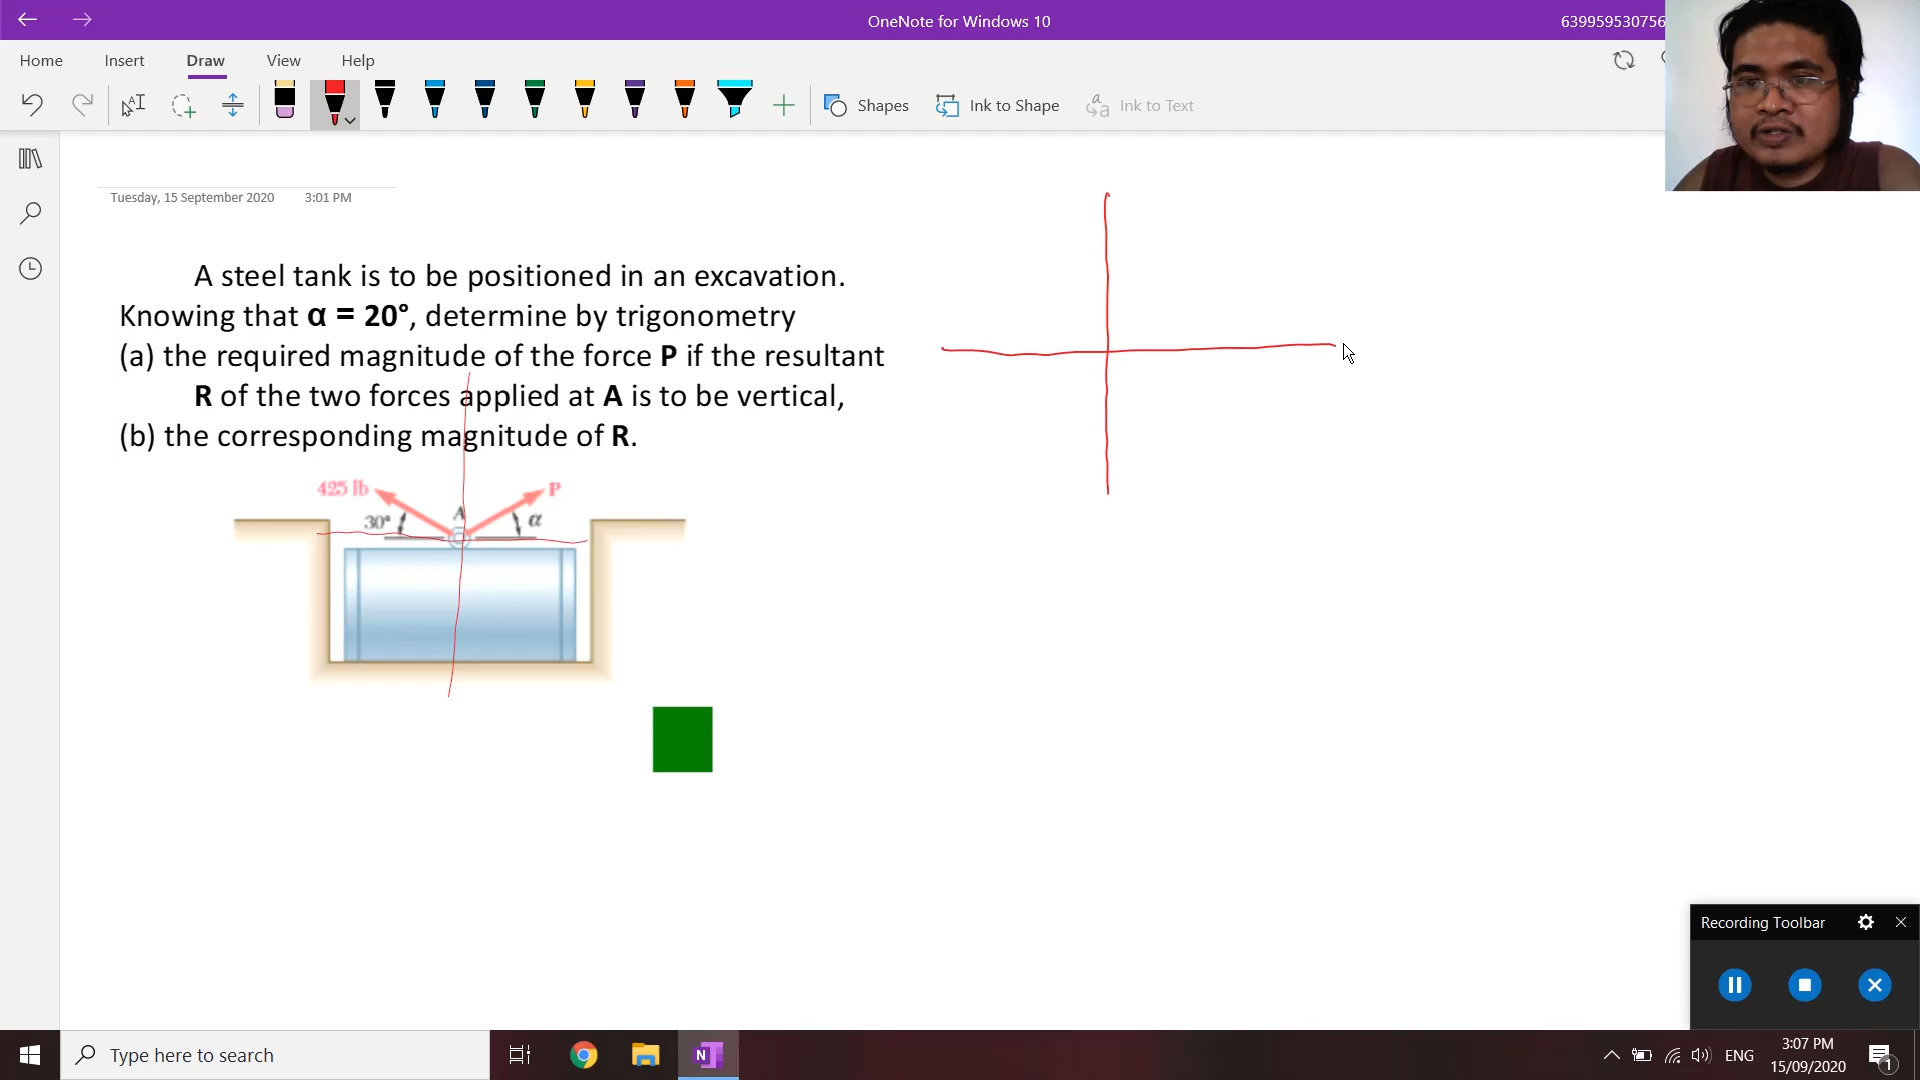 OneNote for Windows 10
639959530756
Home Insert Draw View Help
Shapes Ink to Shape Ink to Text
Tuesday, 15 September 2020 3:01 PM
A steel tank is to be positioned in an excavation.
Knowing that α = 20°, determine by trigonometry
(a) the required magnitude of the force P if the resultant
R of the two forces applied at A is to be vertical,
(b) the corresponding magnitude of R.
425 lb P
30° A α
Recording Toolbar
Type here to search
N
ENG
3:07 PM
15/09/2020
1